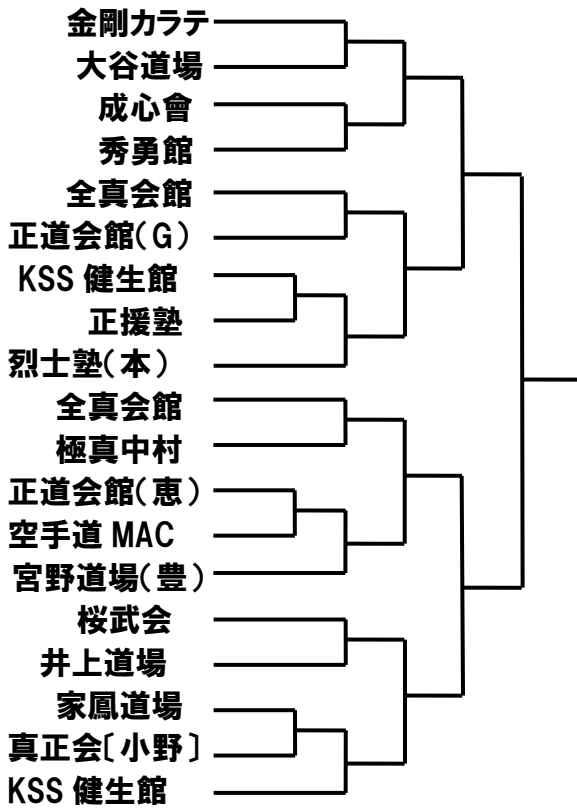 金剛カラテ
大谷道場
成心會
秀勇館
全真会館
正道会館(G)
KSS 健生館
正援塾
烈士塾(本)
全真会館
極真中村
正道会館(恵)
空手道 MAC
宮野道場(豊)
桜武会
井上道場
家鳳道場
真正会〔小野〕
KSS 健生館